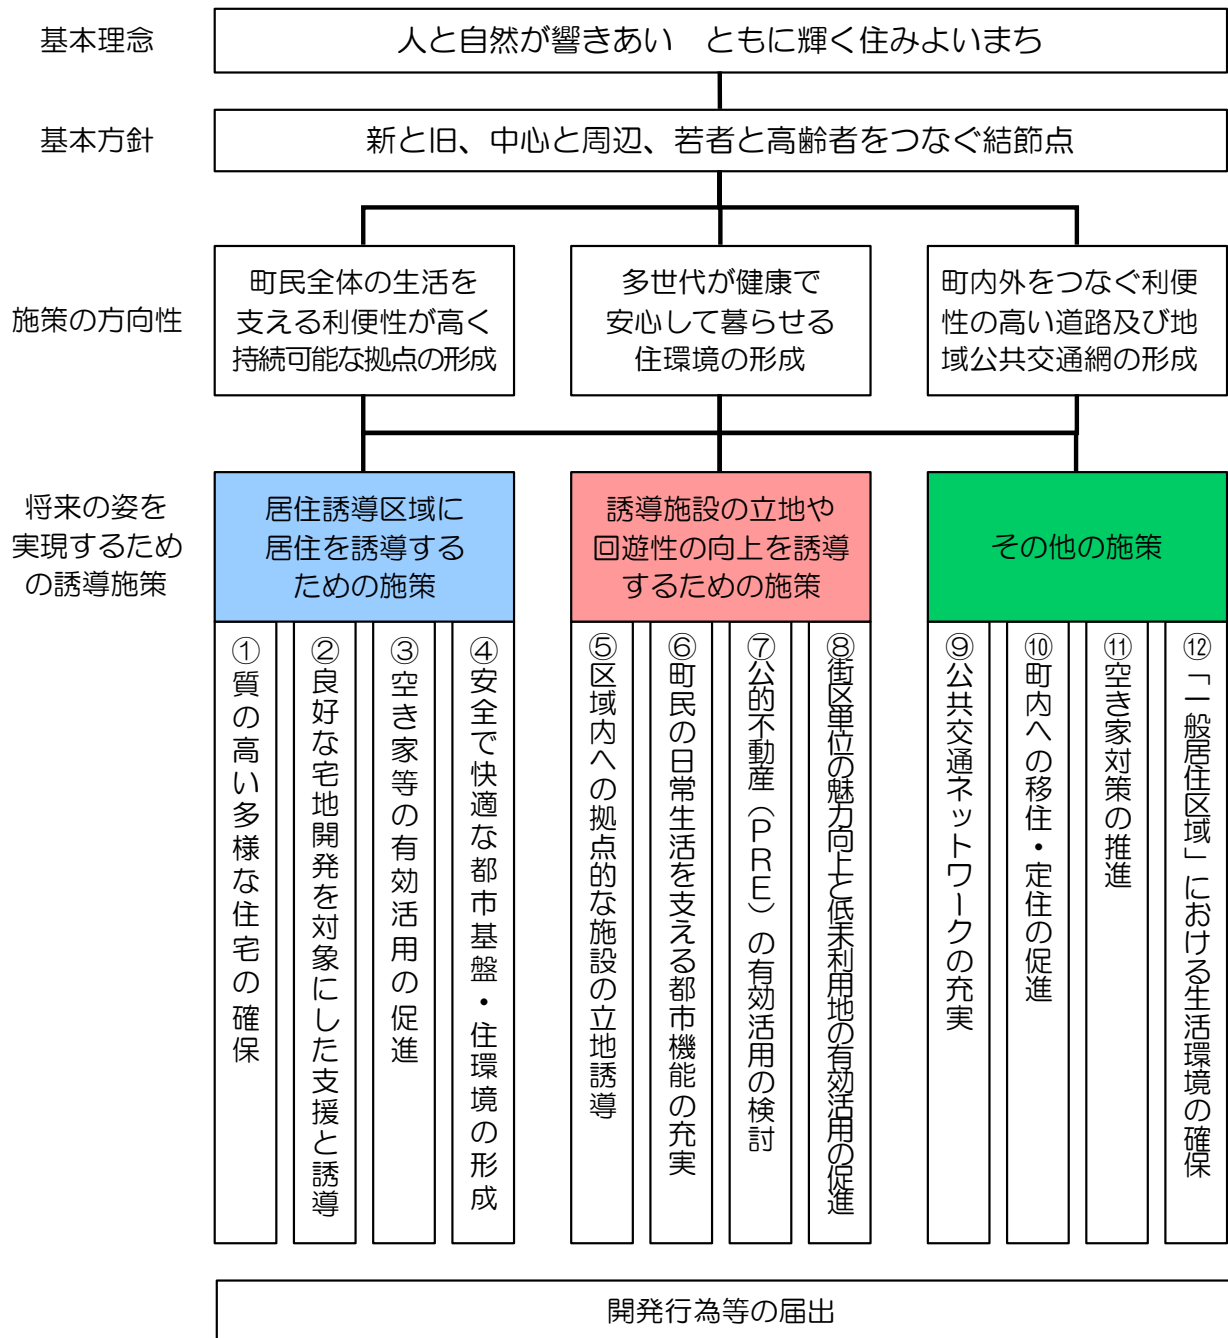 基本理念
人と自然が響きあい　ともに輝く住みよいまち
基本方針
新と旧、中心と周辺、若者と高齢者をつなぐ結節点
施策の方向性
町民全体の生活を
支える利便性が高く
持続可能な拠点の形成
多世代が健康で
安心して暮らせる
住環境の形成
町内外をつなぐ利便
性の高い道路及び地
域公共交通網の形成
将来の姿を
実現するため
の誘導施策
居住誘導区域に
居住を誘導する
ための施策
誘導施設の立地や
回遊性の向上を誘導
するための施策
その他の施策
①質の高い多様な住宅の確保
②良好な宅地開発を対象にした支援と誘導
③空き家等の有効活用の促進
④安全で快適な都市基盤・住環境の形成
⑤区域内への拠点的な施設の立地誘導
⑥町民の日常生活を支える都市機能の充実
⑦公的不動産（PRE）の有効活用の検討
⑧街区単位の魅力向上と低未利用地の有効活用の促進
⑨公共交通ネットワークの充実
⑩町内への移住・定住の促進
⑪空き家対策の推進
⑫「一般居住区域」における生活環境の確保
開発行為等の届出